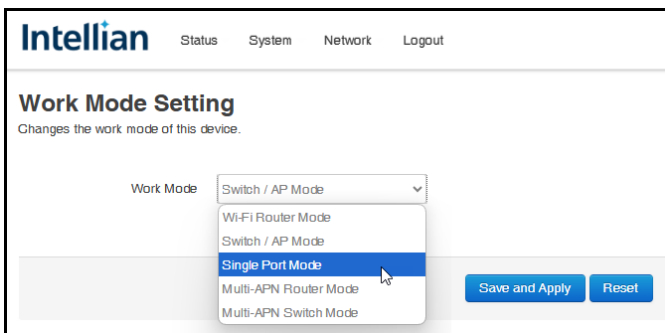 Intellian Status System Network Logout
Work Mode Setting
Changes the work mode of this device.
Work Mode Switch / AP Mode
Wi-Fi Router Mode
Switch / AP Mode
Single Port Mode
Multi-APN Router Mode
Save and Apply Reset
Multi-APN Switch Mode